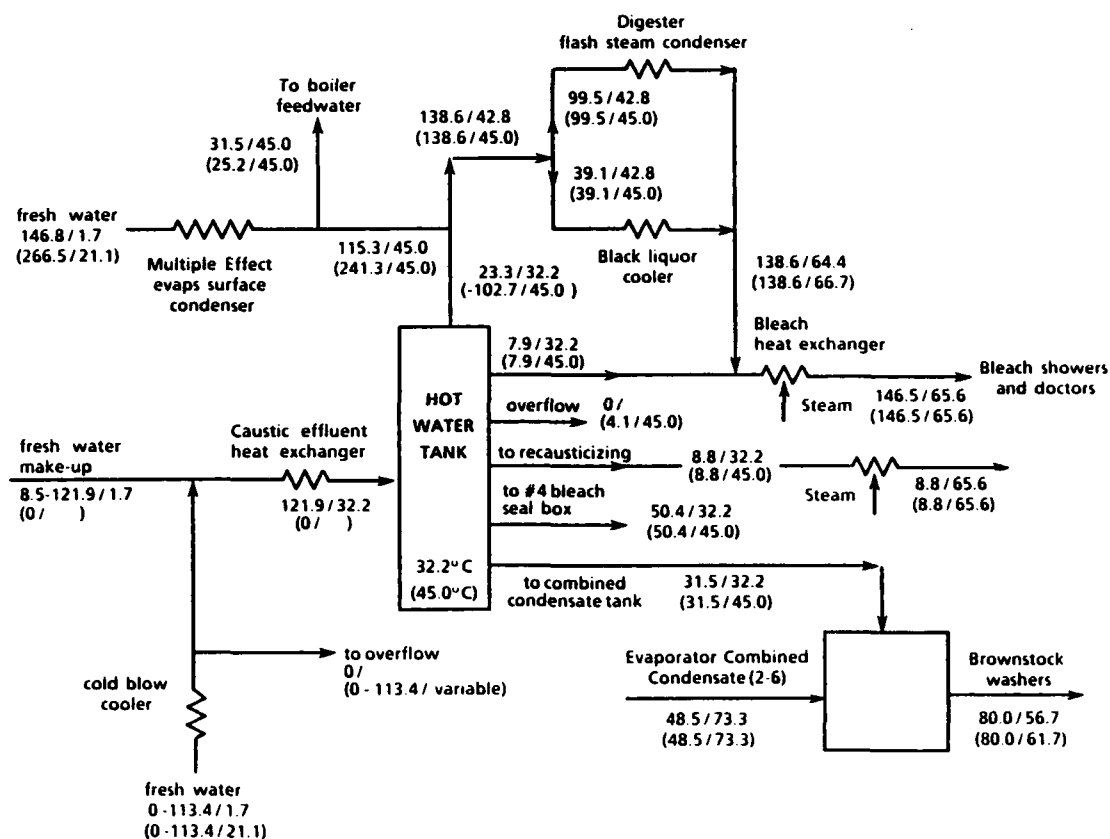 Digester
flash steam condenser
To boiler
feedwater
99.5 / 42.8
(99.5 / 45.0)
138.6 / 42.8
(138.6 / 45.0)
31.5 / 45.0
(25.2 / 45.0)
39.1 / 42.8
(39.1 / 45.0)
fresh water
146.8 / 1.7
(266.5 / 21.1)
Multiple Effect
evaps surface
condenser
115.3 / 45.0
(241.3 / 45.0)
Black liquor
cooler
23.3 / 32.2
(-102.7 / 45.0 )
138.6 / 64.4
(138.6 / 66.7)
Bleach
heat exchanger
7.9 / 32.2
(7.9 / 45.0)
Bleach showers
and doctors
146.5 / 65.6
(146.5 / 65.6)
Steam
HOT
WATER
TANK
overflow
0 /
(4.1 / 45.0)
fresh water
make-up
8.5-121.9 / 1.7
(0 / )
Caustic effluent
heat exchanger
121.9 / 32.2
(0 / )
to recausticizing
8.8 / 32.2
(8.8 / 45.0)
Steam
8.8 / 65.6
(8.8 / 65.6)
to #4 bleach
seal box
50.4 / 32.2
(50.4 / 45.0)
32.2°C
(45.0°C)
to combined
condensate tank
31.5 / 32.2
(31.5 / 45.0)
to overflow
0 /
(0 - 113.4 / variable)
cold blow
cooler
Evaporator Combined
Condensate (2-6)
48.5 / 73.3
(48.5 / 73.3)
Brownstock
washers
80.0 / 56.7
(80.0 / 61.7)
fresh water
0 - 113.4 / 1.7
(0 - 113.4 / 21.1)